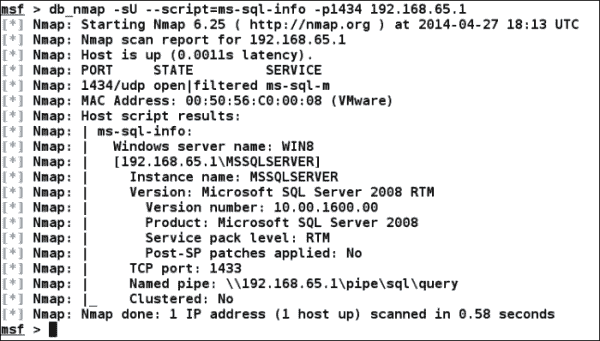 msf > db_nmap -sU --script=ms-sql-info -p1434 192.168.65.1
[*] Nmap: Starting Nmap 6.25 ( http://nmap.org ) at 2014-04-27 18:13 UTC
[*] Nmap: Nmap scan report for 192.168.65.1
[*] Nmap: Host is up (0.0011s latency).
[*] Nmap: PORT     STATE         SERVICE
[*] Nmap: 1434/udp open|filtered ms-sql-m
[*] Nmap: MAC Address: 00:50:56:C0:00:08 (VMware)
[*] Nmap: Host script results:
[*] Nmap: | ms-sql-info:
[*] Nmap: |   Windows server name: WIN8
[*] Nmap: |   [192.168.65.1\MSSQLSERVER]
[*] Nmap: |     Instance name: MSSQLSERVER
[*] Nmap: |     Version: Microsoft SQL Server 2008 RTM
[*] Nmap: |       Version number: 10.00.1600.00
[*] Nmap: |       Product: Microsoft SQL Server 2008
[*] Nmap: |       Service pack level: RTM
[*] Nmap: |       Post-SP patches applied: No
[*] Nmap: |     TCP port: 1433
[*] Nmap: |     Named pipe: \\192.168.65.1\pipe\sql\query
[*] Nmap: |_    Clustered: No
[*] Nmap: Nmap done: 1 IP address (1 host up) scanned in 0.58 seconds
msf >